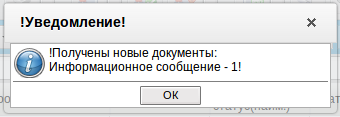 !Уведомление!
!Получены новые документы:
Информационное сообщение - 1!
ОК